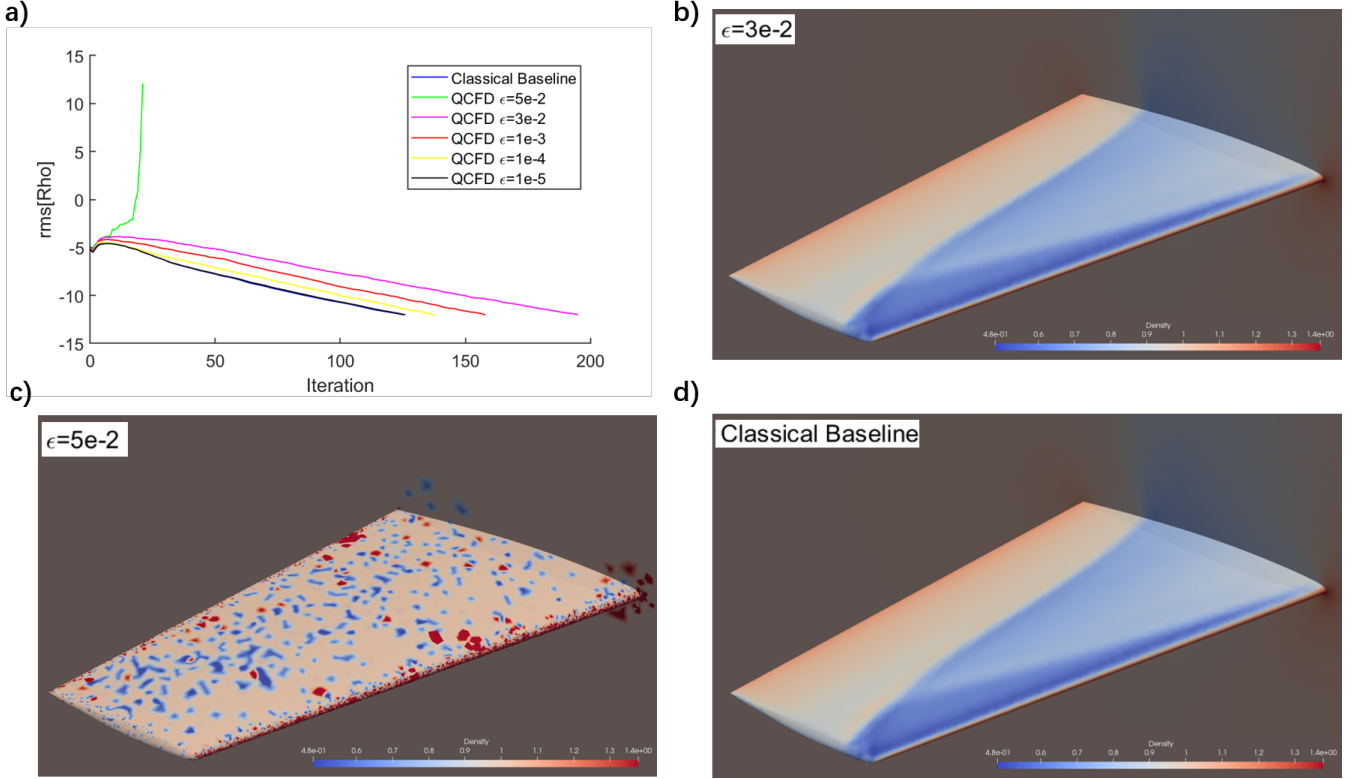 a)
15
10
5
0
-5
-10
-15
rms[Rho]
0
50
100
150
200
Iteration
Classical Baseline
QCFD ϵ=5e-2
QCFD ϵ=3e-2
QCFD ϵ=1e-3
QCFD ϵ=1e-4
QCFD ϵ=1e-5
b)
ϵ=3e-2
Density
4.8e-01 0.6 0.7 0.8 0.9 1 1.1 1.2 1.3 1.4e+00
c)
ϵ=5e-2
Density
4.8e-01 0.6 0.7 0.8 0.9 1 1.1 1.2 1.3 1.4e+00
d)
Classical Baseline
Density
4.8e-01 0.6 0.7 0.8 0.9 1 1.1 1.2 1.3 1.4e+00